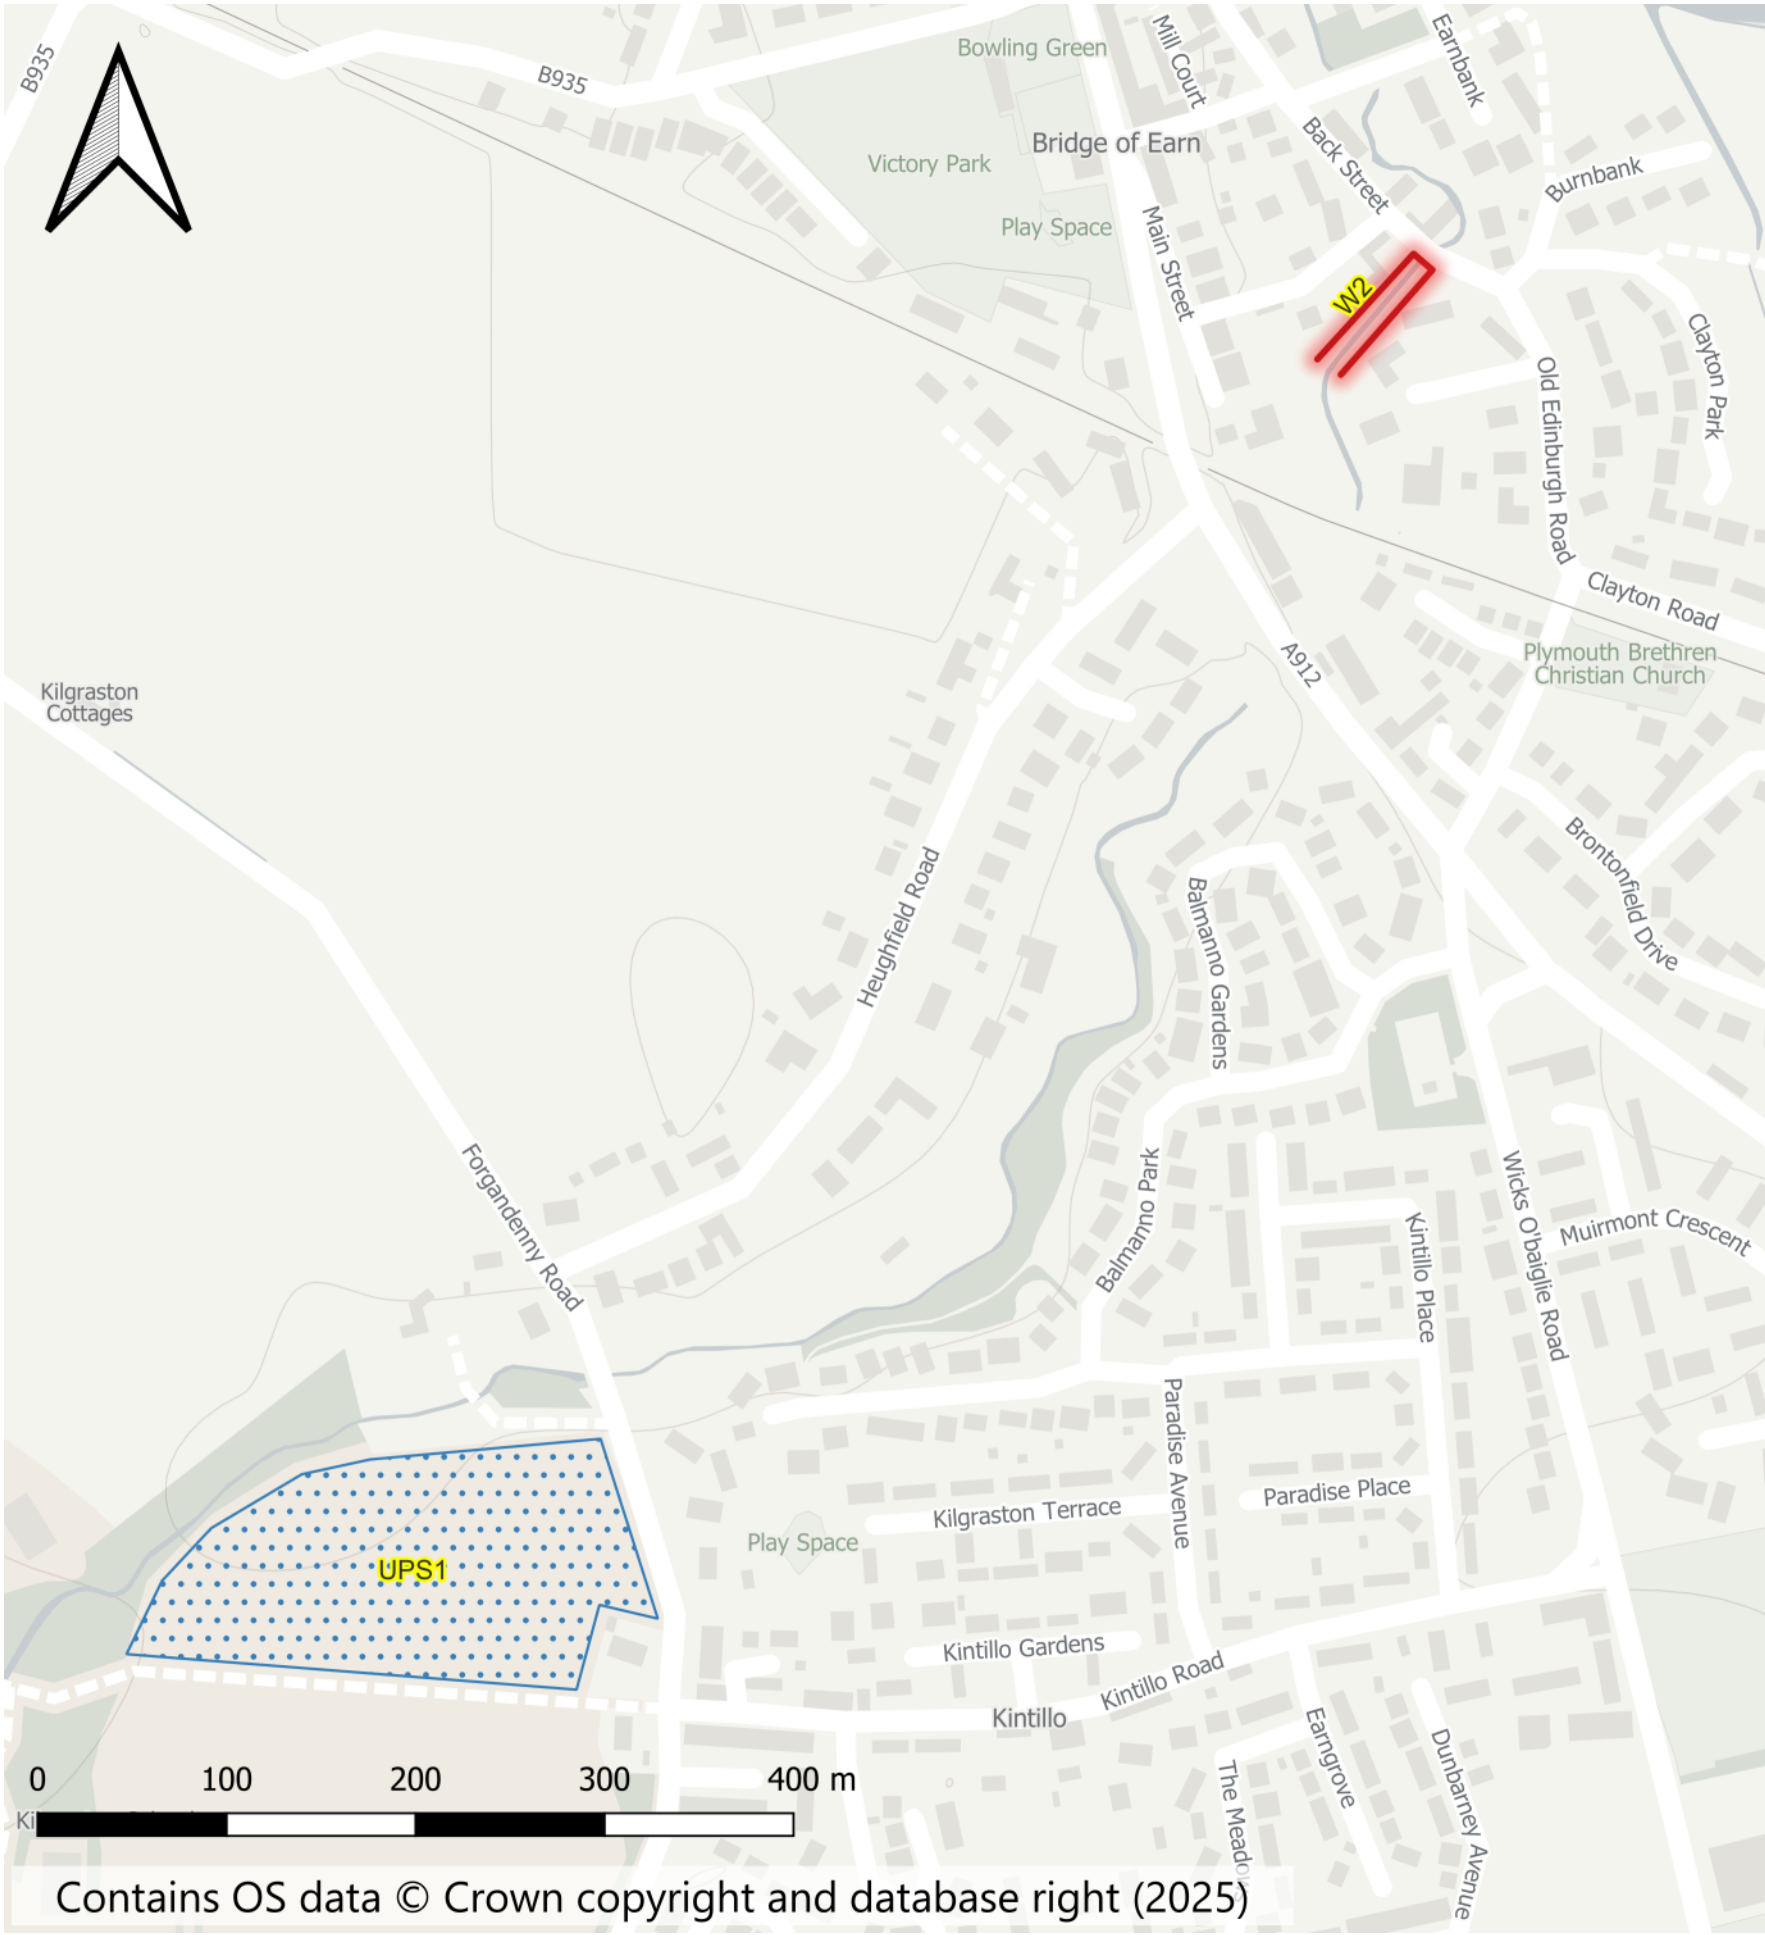 B935
B935
Bowling Green
Mill Court
Earnbank
Bridge of Earn
Back Street
Victory Park
Burnbank
Play Space
Main Street
W2
Clayton Park
Old Edinburgh Road
Clayton Road
A912
Plymouth Brethren
Christian Church
Kilgraston
Cottages
Brontonfield Drive
Heughfield Road
Balmanno Gardens
Forgandenny Road
Balmanno Park
Wicks O'baiglie Road
Kintillo Place
Muirmont Crescent
Paradise Avenue
Paradise Place
Kilgraston Terrace
Play Space
UPS1
Kintillo Gardens
Kintillo Road
Kintillo
Earngrove
Dunbarney Avenue
The Meadows
0 100 200 300 400 m
Contains OS data © Crown copyright and database right (2025)